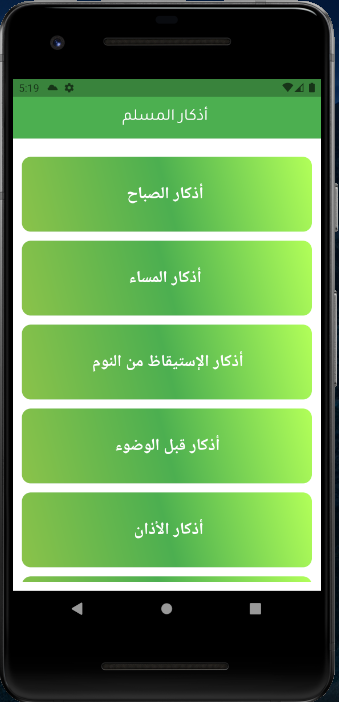 5:19
أذكار المسلم
أذكار الصباح
أذكار المساء
أذكار الإستيقاظ من النوم
أذكار قبل الوضوء
أذكار الأذان